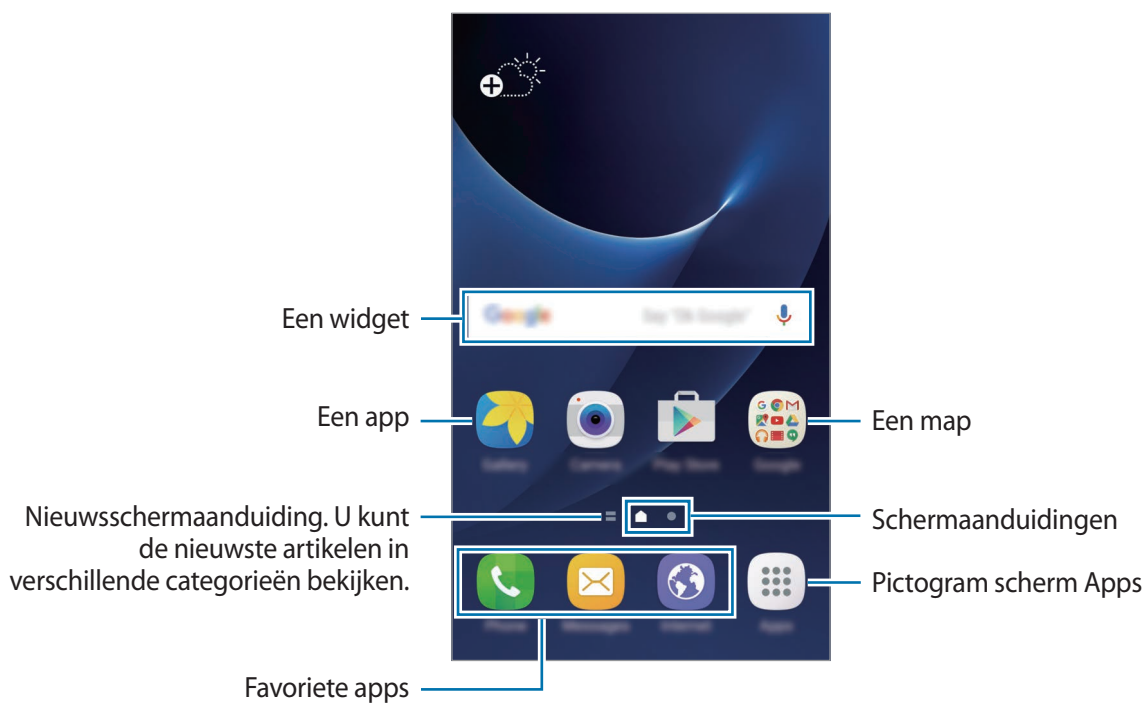 Een widget
Google
Een app
Een map
Gallery
Camera
Play Store
Google
Nieuwsschermaanduiding. U kunt
de nieuwste artikelen in
verschillende categorieën bekijken.
Schermaanduidingen
Pictogram scherm Apps
Phone
Messages
Internet
Apps
Favoriete apps